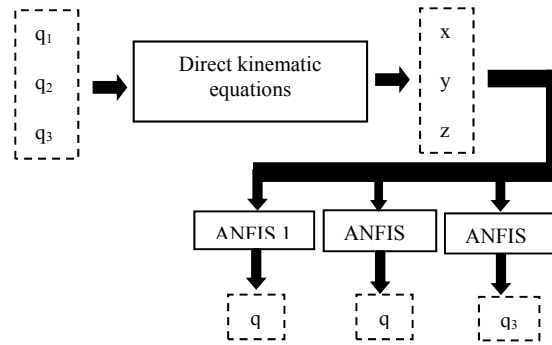 q1
q2
q3
Direct kinematic
equations
x
y
z
ANFIS 1
ANFIS
ANFIS
q
q
q3